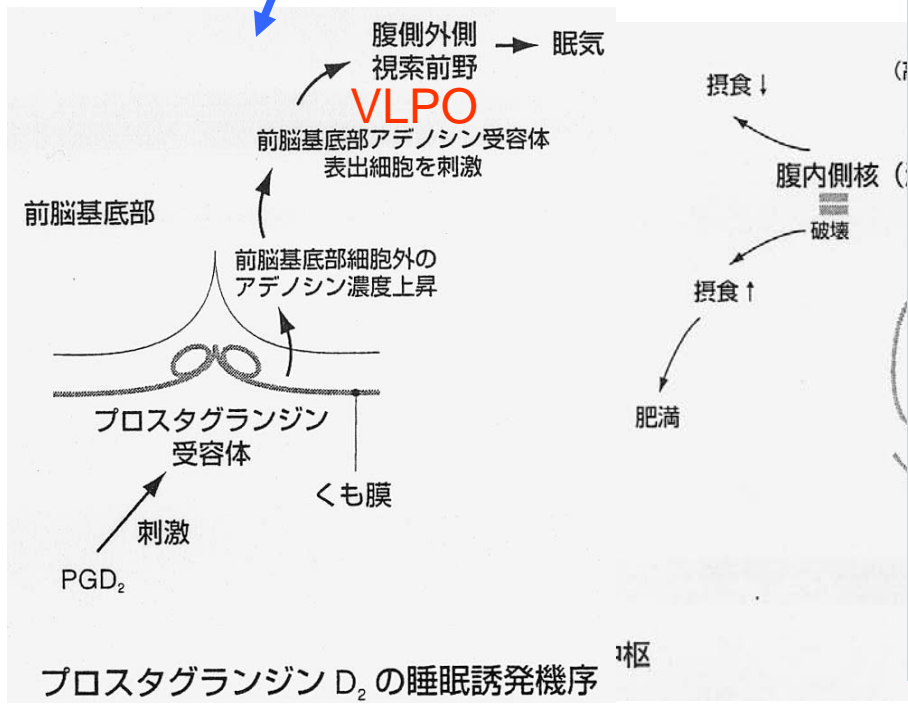 腹側外側
視索前野
→ 眠気
VLPO
前脳基底部アデノシン受容体
表出細胞を刺激
前脳基底部
前脳基底部細胞外の
アデノシン濃度上昇
プロスタグランジン
受容体
くも膜
刺激
PGD₂
プロスタグランジン D₂ の睡眠誘発機序
摂食↓
腹内側核（
破壊
摂食↑
肥満
枢